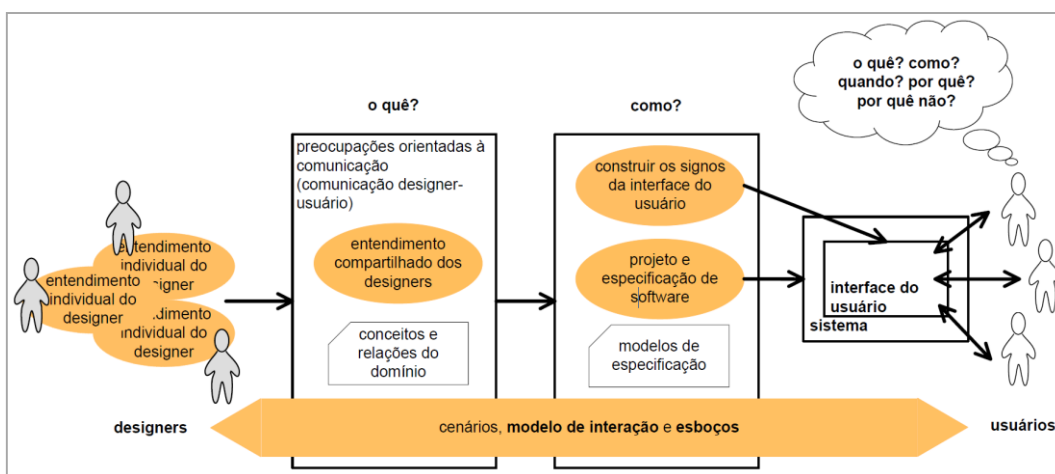 o quê? como?
quando? por quê?
por quê não?
o quê?
como?
preocupações orientadas à
comunicação
(comunicação designer-
usuário)
construir os signos
da interface do
usuário
entendimento
individual do
designer
entendimento
individual do
designer
entendimento
individual do
designer
entendimento
compartilhado dos
designers
projeto e
especificação de
software
interface do
usuário
sistema
conceitos e
relações do
domínio
modelos de
especificação
designers
cenários, modelo de interação e esboços
usuários